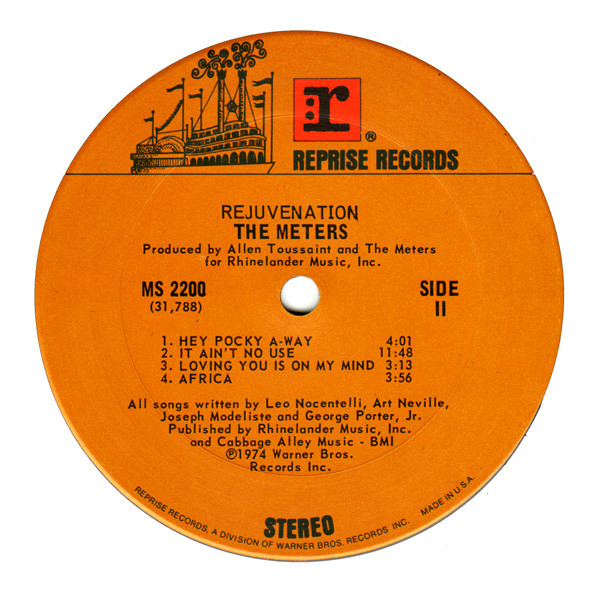 r ®
REPRISE RECORDS
REJUVENATION
THE METERS
Produced by Allen Toussaint and The Meters
for Rhinelander Music, Inc.
MS 2200
(31,788)
SIDE
II
1. HEY POCKY A-WAY 4:01
2. IT AIN'T NO USE 11:48
3. LOVING YOU IS ON MY MIND 3:13
4. AFRICA 3:56
All songs written by Leo Nocentelli, Art Neville,
Joseph Modeliste and George Porter, Jr.
Published by Rhinelander Music, Inc.
and Cabbage Alley Music - BMI
℗1974 Warner Bros.
Records Inc.
STEREO
REPRISE RECORDS, A DIVISION OF WARNER BROS. RECORDS INC. MADE IN U.S.A.